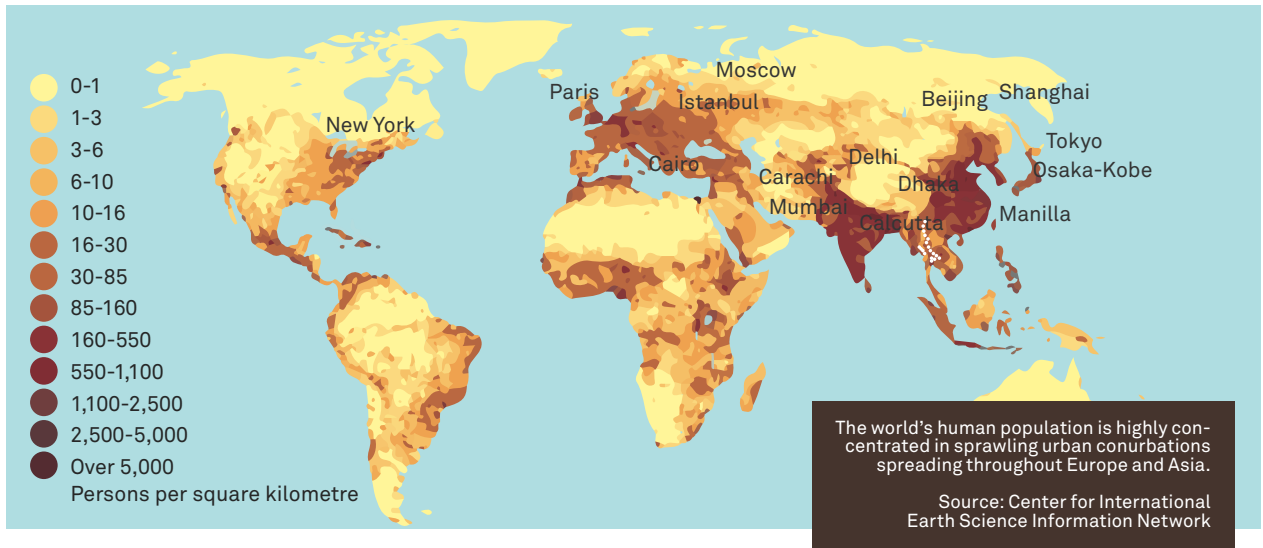 0-1
1-3
3-6
6-10
10-16
16-30
30-85
85-160
160-550
550-1,100
1,100-2,500
2,500-5,000
Over 5,000
Persons per square kilometre
New York
Paris
Moscow
Istanbul
Cairo
Beijing
Shanghai
Tokyo
Osaka-Kobe
Delhi
Carachi
Dhaka
Mumbai
Calcutta
Manilla
The world's human population is highly con-
centrated in sprawling urban conurbations
spreading throughout Europe and Asia.
Source: Center for International
Earth Science Information Network